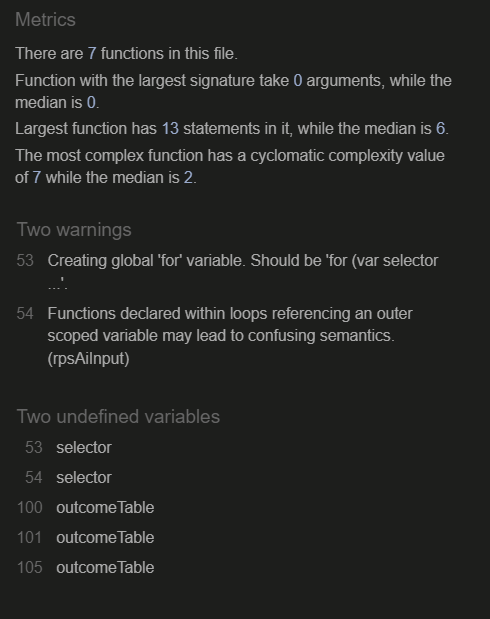 Metrics
There are 7 functions in this file.
Function with the largest signature take 0 arguments, while the
median is 0.
Largest function has 13 statements in it, while the median is 6.
The most complex function has a cyclomatic complexity value
of 7 while the median is 2.
Two warnings
53 Creating global 'for' variable. Should be 'for (var selector
...'.
54 Functions declared within loops referencing an outer
scoped variable may lead to confusing semantics.
(rpsAiInput)
Two undefined variables
53 selector
54 selector
100 outcomeTable
101 outcomeTable
105 outcomeTable